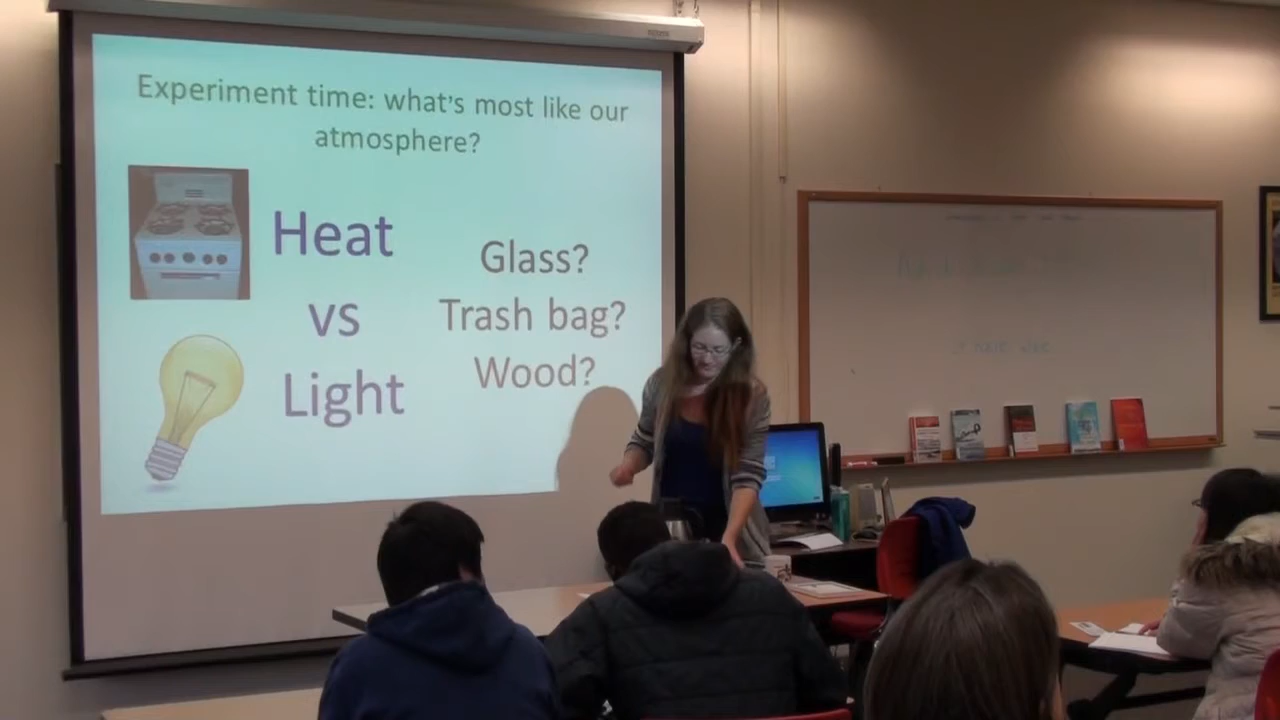 Experiment time: what's most like our
atmosphere?
Heat
vs
Light
Glass?
Trash bag?
Wood?